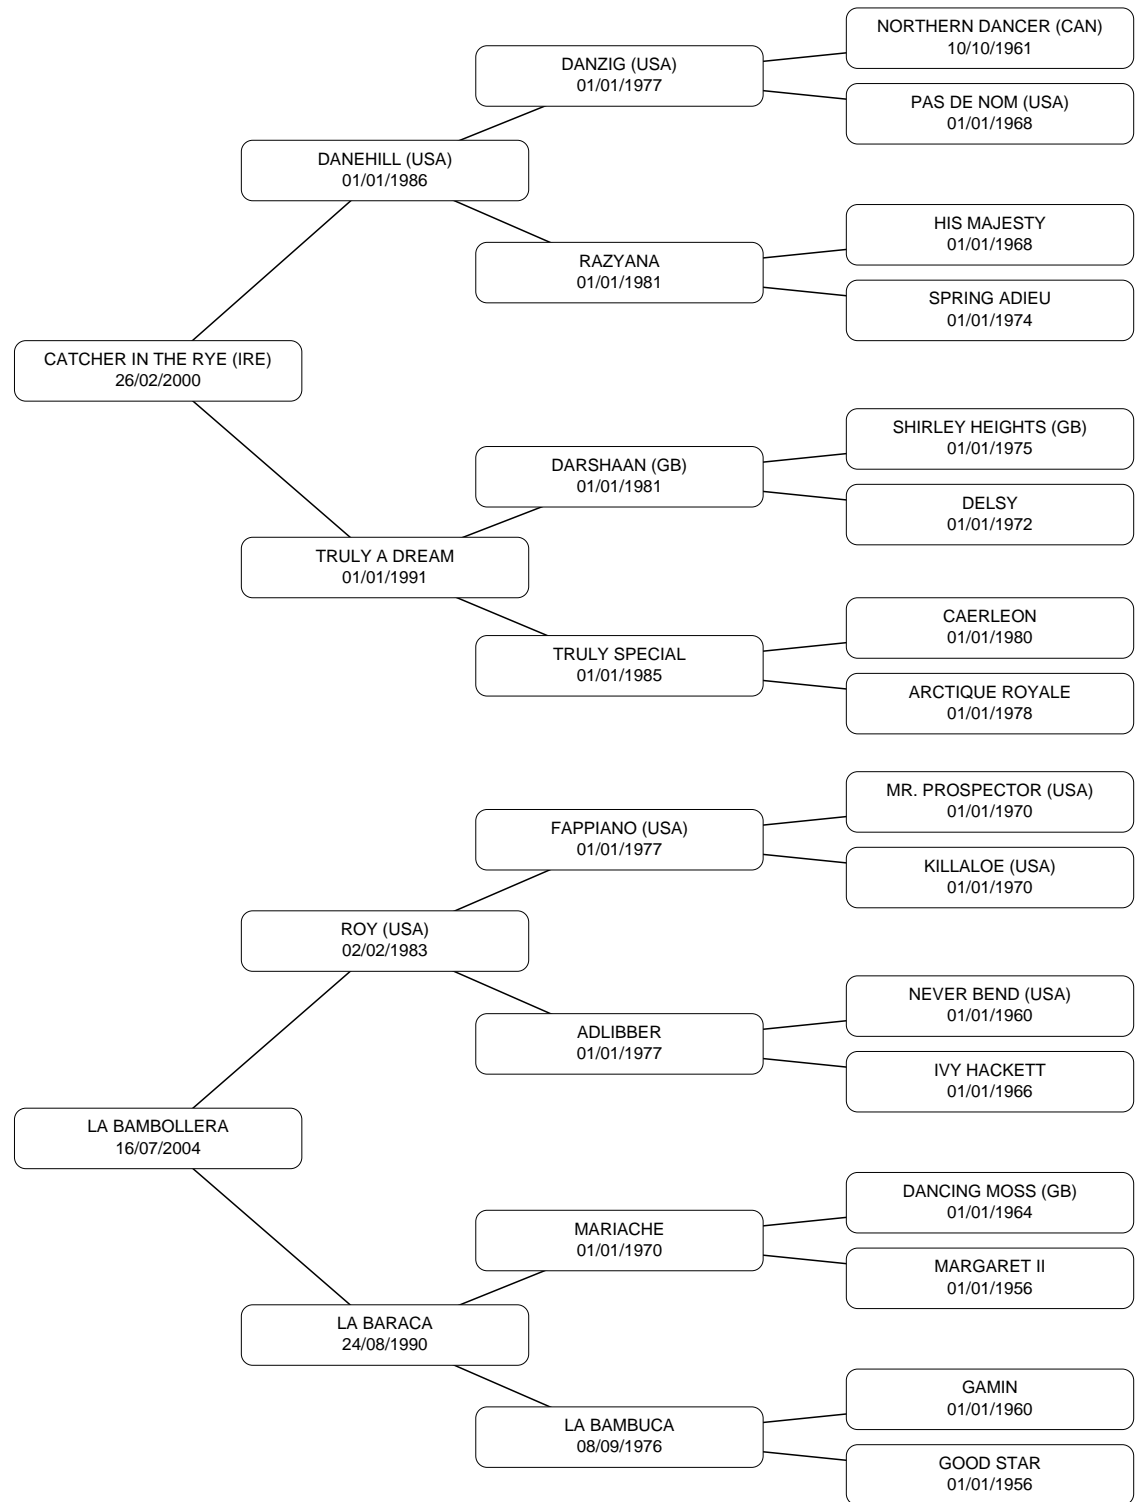 NORTHERN DANCER (CAN)
10/10/1961
DANZIG (USA)
01/01/1977
PAS DE NOM (USA)
01/01/1968
DANEHILL (USA)
01/01/1986
HIS MAJESTY
01/01/1968
RAZYANA
01/01/1981
SPRING ADIEU
01/01/1974
CATCHER IN THE RYE (IRE)
26/02/2000
SHIRLEY HEIGHTS (GB)
01/01/1975
DARSHAAN (GB)
01/01/1981
DELSY
01/01/1972
TRULY A DREAM
01/01/1991
CAERLEON
01/01/1980
TRULY SPECIAL
01/01/1985
ARCTIQUE ROYALE
01/01/1978
MR. PROSPECTOR (USA)
01/01/1970
FAPPIANO (USA)
01/01/1977
KILLALOE (USA)
01/01/1970
ROY (USA)
02/02/1983
NEVER BEND (USA)
01/01/1960
ADLIBBER
01/01/1977
IVY HACKETT
01/01/1966
LA BAMBOLLERA
16/07/2004
DANCING MOSS (GB)
01/01/1964
MARIACHE
01/01/1970
MARGARET II
01/01/1956
LA BARACA
24/08/1990
GAMIN
01/01/1960
LA BAMBUCA
08/09/1976
GOOD STAR
01/01/1956